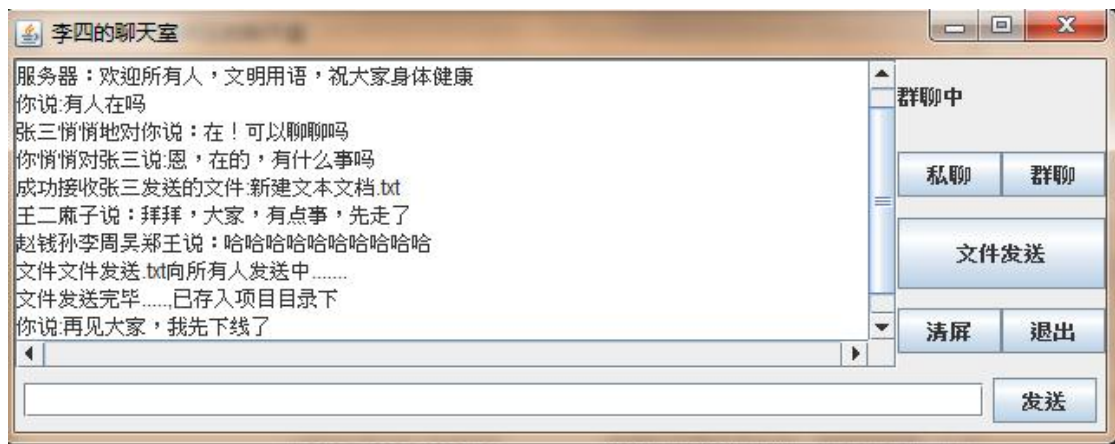 李四的聊天室
服务器：欢迎所有人，文明用语，祝大家身体健康
你说:有人在吗
张三悄悄地对你说：在！可以聊聊吗
你悄悄对张三说:恩，在的，有什么事吗
成功接收张三发送的文件:新建文本文档.txt
王二麻子说：拜拜，大家，有点事，先走了
赵钱孙李周吴郑王说：哈哈哈哈哈哈哈哈哈哈
文件文件发送.txt向所有人发送中.......
文件发送完毕.....,已存入项目目录下
你说:再见大家，我先下线了
群聊中
私聊 群聊
文件发送
清屏 退出
发送